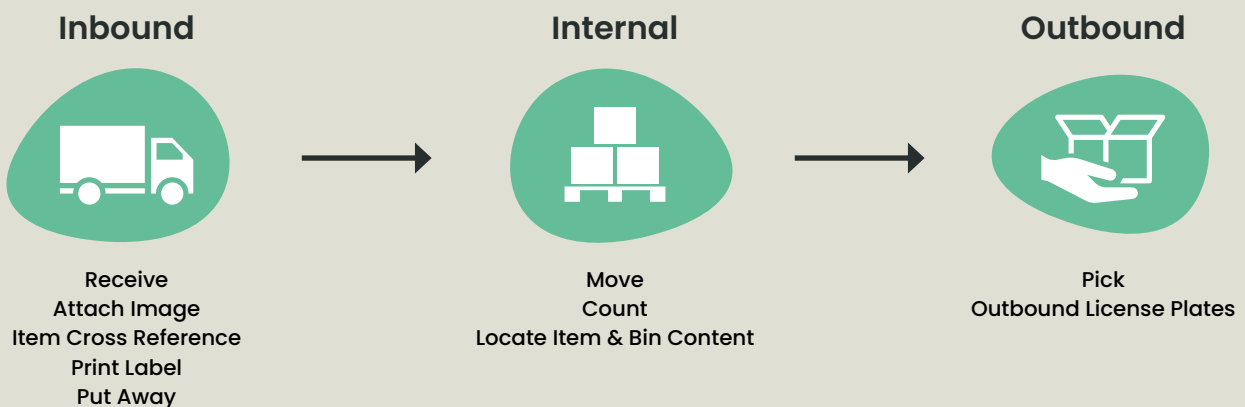 Inbound
Receive
Attach Image
Item Cross Reference
Print Label
Put Away
Internal
Move
Count
Locate Item & Bin Content
Outbound
Pick
Outbound License Plates